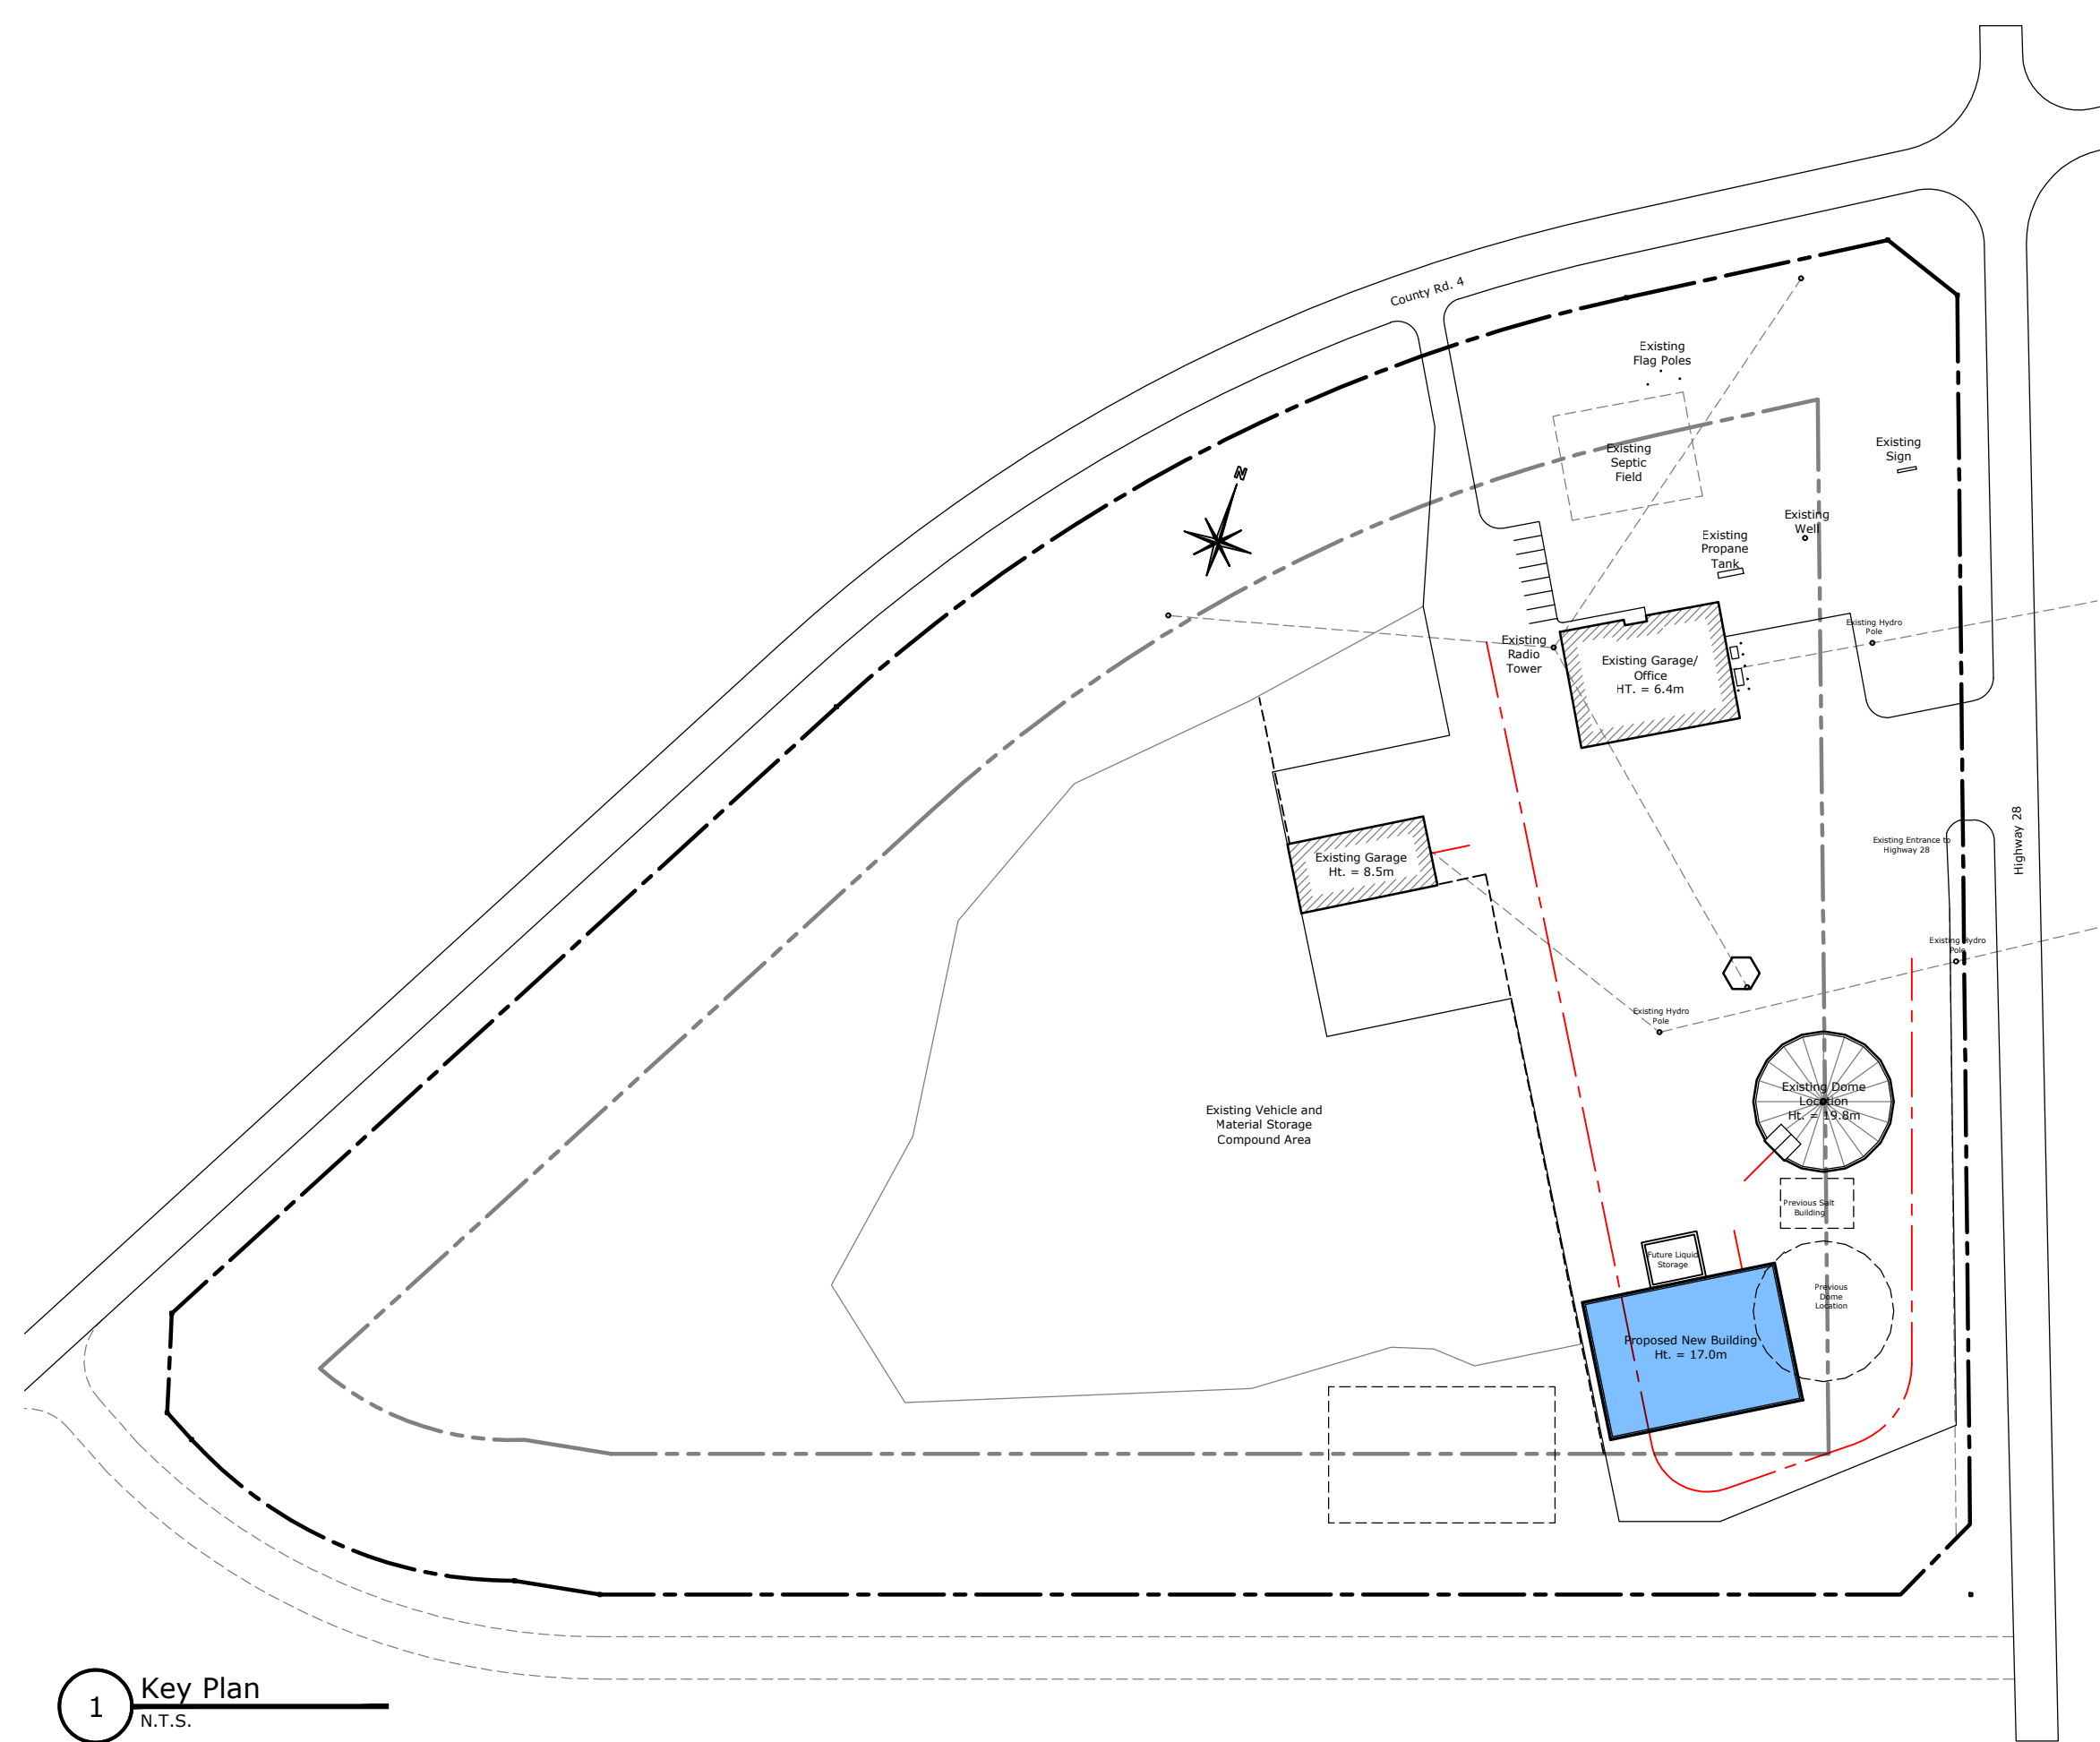 County Rd. 4
Existing
Flag Poles
Existing
Septic
Field
Existing
Sign
N
Existing
Well
Existing
Propane
Tank
Existing Hydro
Pole
Existing
Radio
Tower
Existing Garage/
Office
HT. = 6.4m
Highway 28
Existing Entrance to
Highway 28
Existing Garage
Ht. = 8.5m
Existing Hydro
Pole
Existing Hydro
Pole
Existing Dome
Location
Ht. = 19.8m
Existing Vehicle and
Material Storage
Compound Area
Previous Salt
Building
Future Liquid
Storage
Previous
Dome
Location
Proposed New Building
Ht. = 17.0m
1
Key Plan
N.T.S.